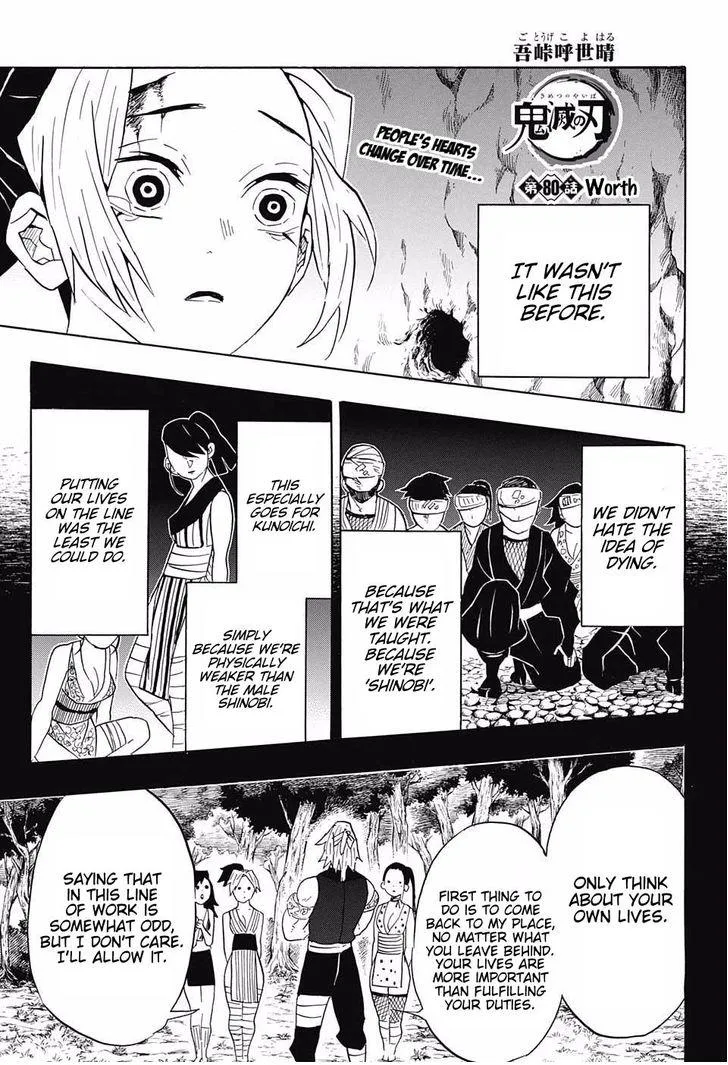 ごとうげこよはる
吾峠呼世晴
きめつのやいば
鬼滅の刃
第80話 Worth
PEOPLE'S HEARTS
CHANGE OVER TIME...
IT WASN'T
LIKE THIS
BEFORE.
WE DIDN'T
HATE THE
IDEA OF
DYING.
BECAUSE
THAT'S WHAT
WE WERE
TAUGHT.
BECAUSE
WE'RE
'SHINOBI'.
THIS
ESPECIALLY
GOES FOR
KUNOICHI.
SIMPLY
BECAUSE WE'RE
PHYSICALLY
WEAKER THAN
THE MALE
SHINOBI.
PUTTING
OUR LIVES
ON THE LINE
WAS THE
LEAST WE
COULD DO.
ONLY THINK
ABOUT YOUR
OWN LIVES.
FIRST THING TO
DO IS TO COME
BACK TO MY PLACE,
NO MATTER WHAT
YOU LEAVE BEHIND.
YOUR LIVES ARE
MORE IMPORTANT
THAN FULFILLING
YOUR DUTIES.
SAYING THAT
IN THIS LINE
OF WORK IS
SOMEWHAT ODD,
BUT I DON'T CARE.
I'LL ALLOW IT.